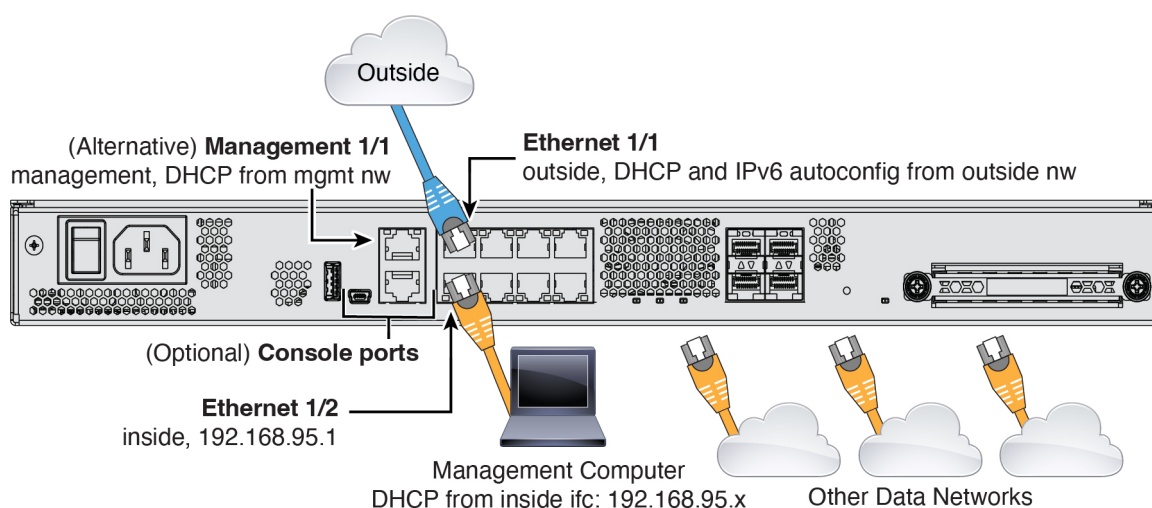 Outside
(Alternative) Management 1/1
management, DHCP from mgmt nw
Ethernet 1/1
outside, DHCP and IPv6 autoconfig from outside nw
(Optional) Console ports
Ethernet 1/2
inside, 192.168.95.1
Management Computer
DHCP from inside ifc: 192.168.95.x
Other Data Networks